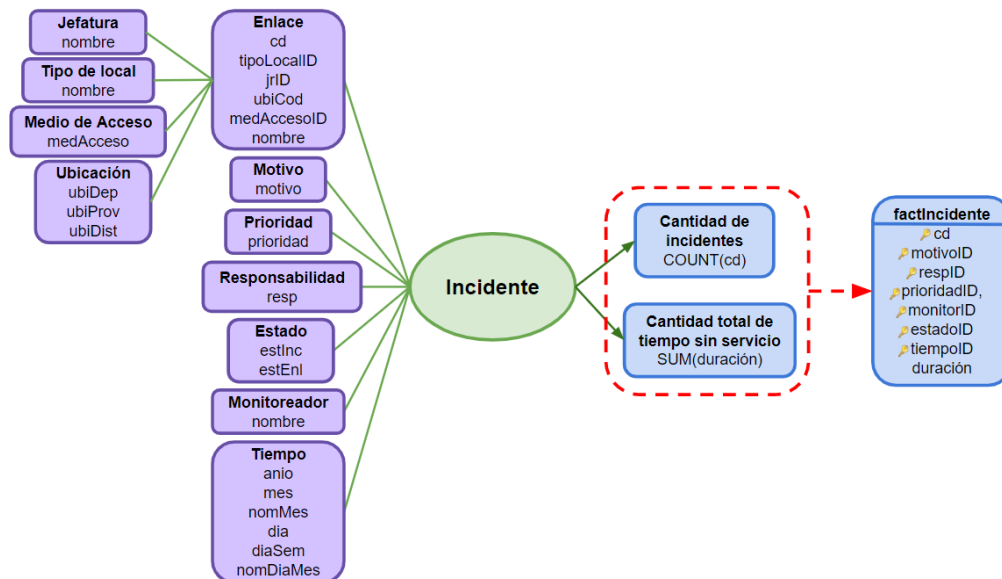 Jefatura
nombre
Tipo de local
nombre
Medio de Acceso
medAcceso
Ubicación
ubiDep
ubiProv
ubiDist
Enlace
cd
tipoLocalID
jrID
ubiCod
medAccesoID
nombre
Motivo
motivo
Prioridad
prioridad
Responsabilidad
resp
Estado
estInc
estEnl
Monitoreador
nombre
Tiempo
anio
mes
nomMes
dia
diaSem
nomDiaMes
Incidente
Cantidad de
incidentes
COUNT(cd)
Cantidad total de
tiempo sin servicio
SUM(duración)
factIncidente
cd
motivoID
respID
prioridadID,
monitorID
estadoID
tiempoID
duración